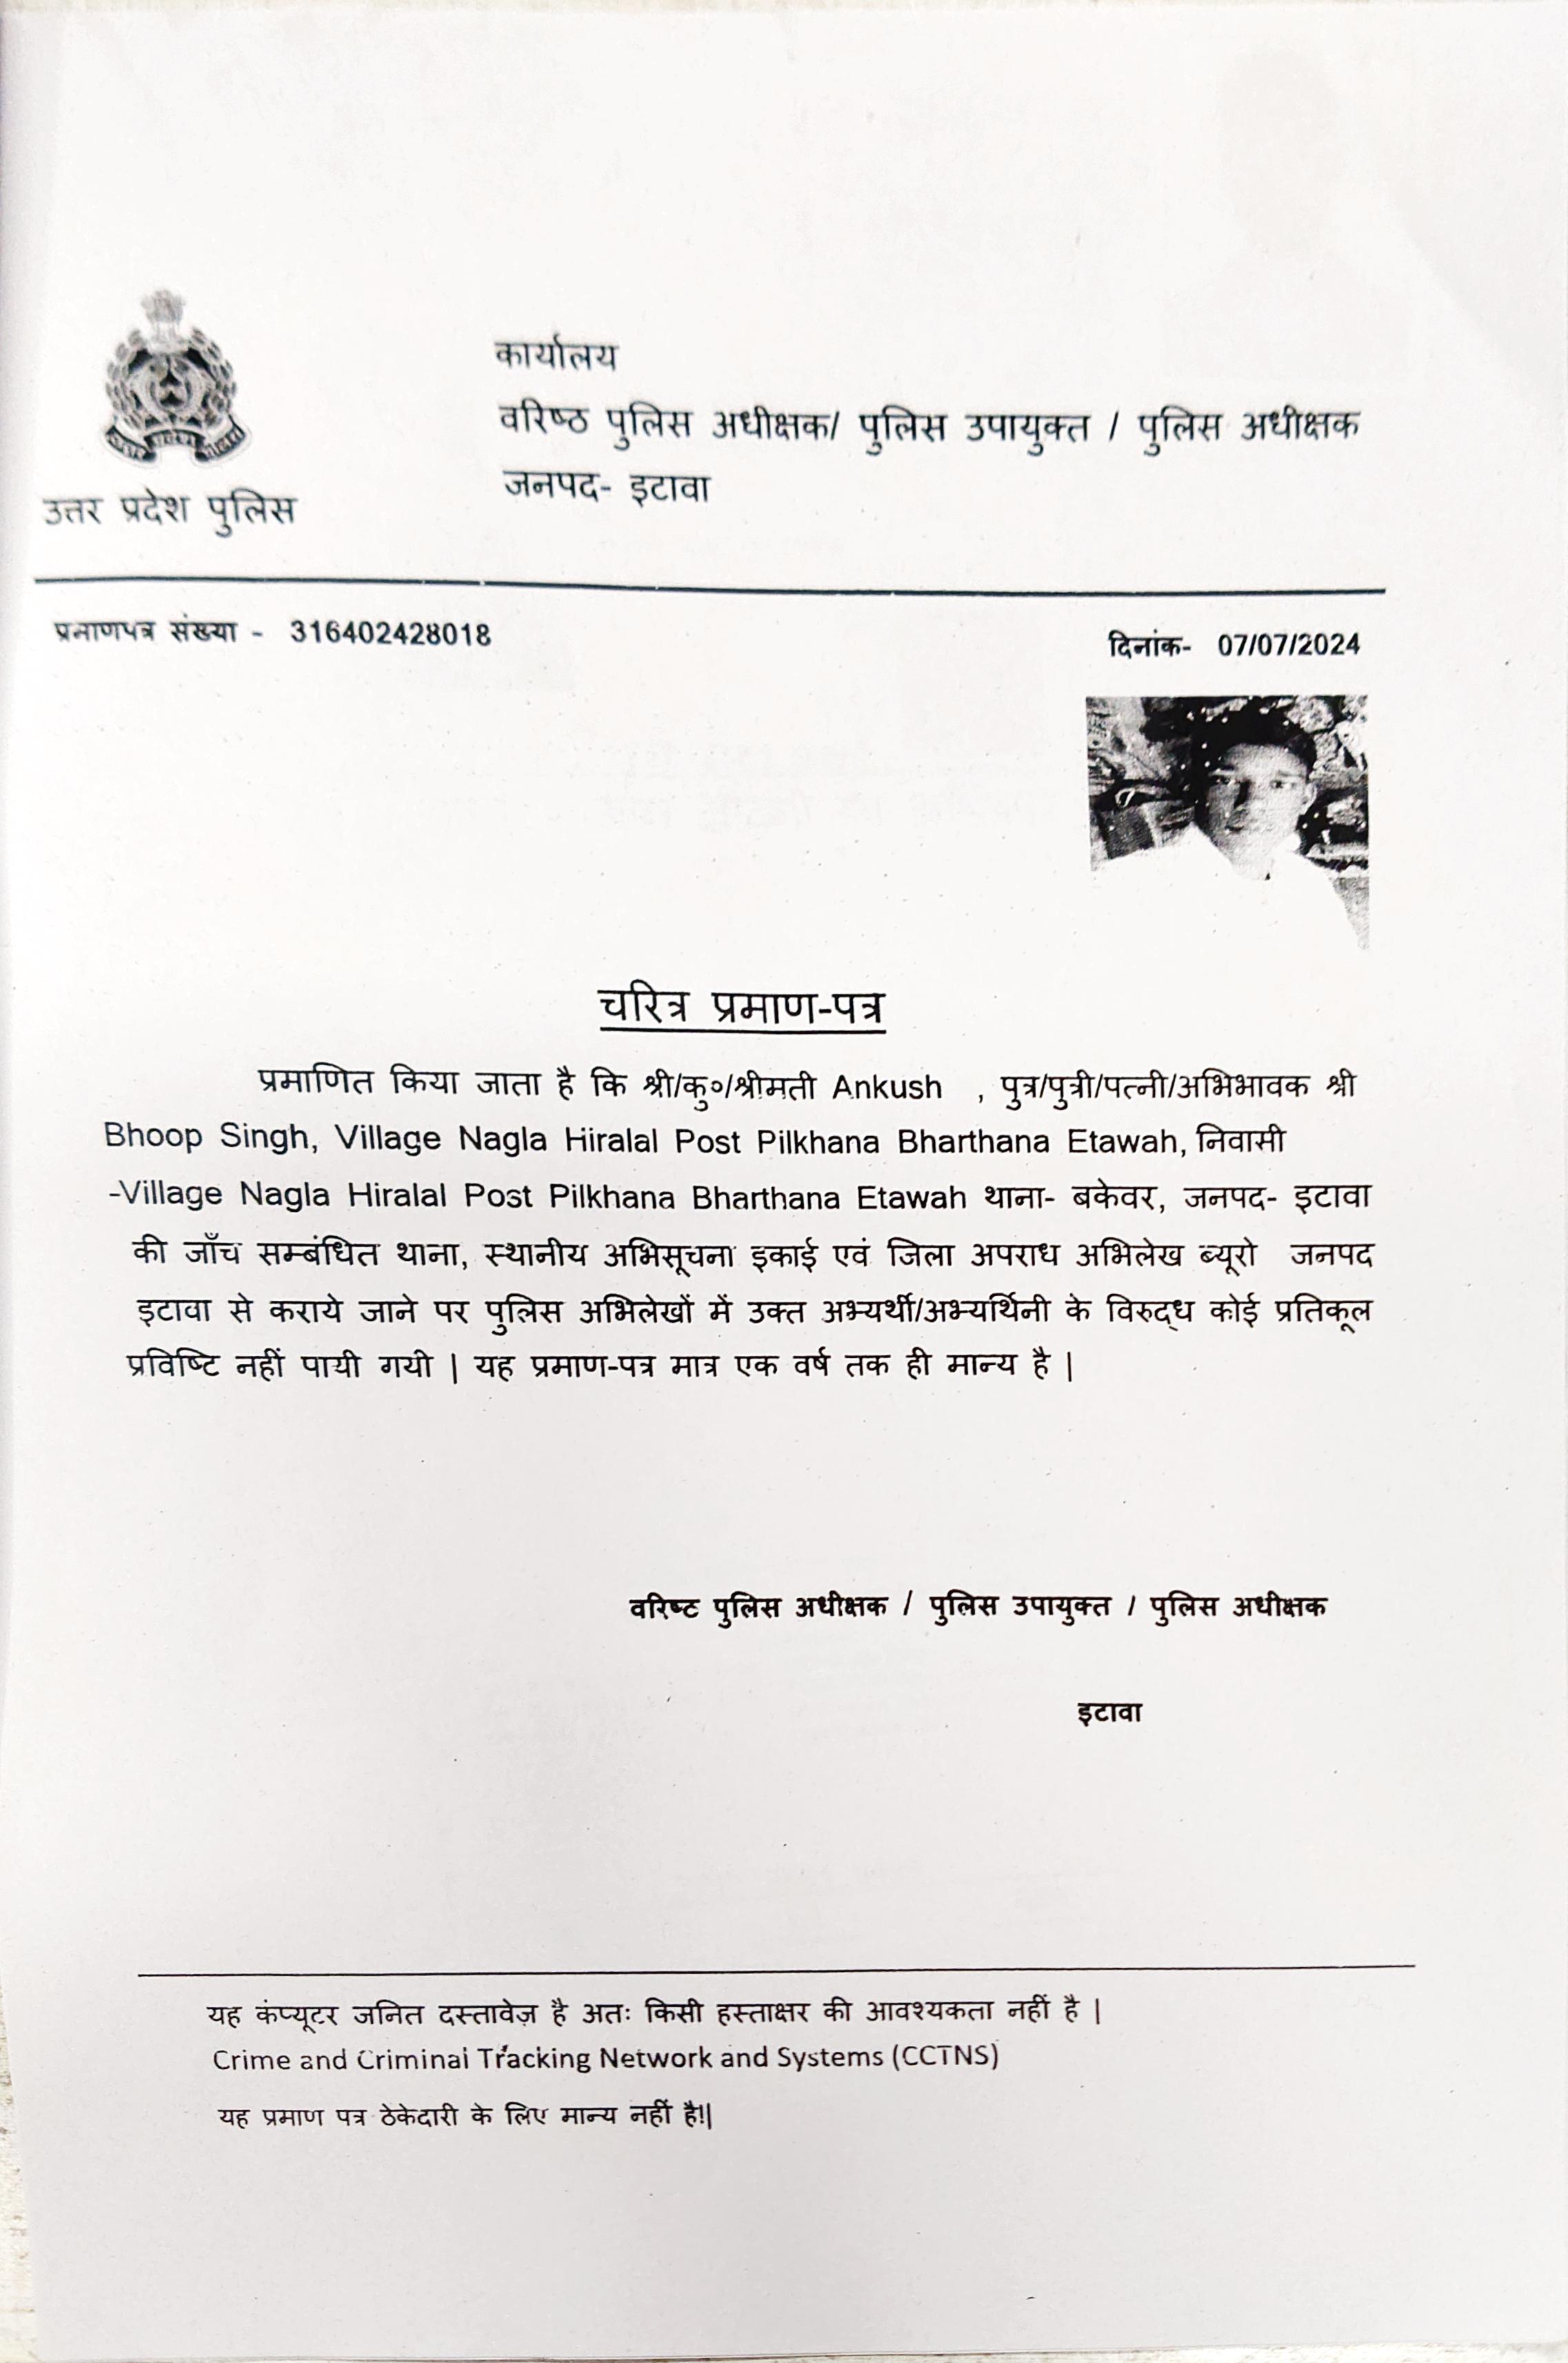 कार्यालय
वरिष्ठ पुलिस अधीक्षक/ पुलिस उपायुक्त / पुलिस अधीक्षक
जनपद- इटावा
उत्तर प्रदेश पुलिस
प्रमाणपत्र संख्या - 316402428018
दिनांक- 07/07/2024
चरित्र प्रमाण-पत्र
प्रमाणित किया जाता है कि श्री/कु०/श्रीमती Ankush , पुत्र/पुत्री/पत्नी/अभिभावक श्री
Bhoop Singh, Village Nagla Hiralal Post Pilkhana Bharthana Etawah, निवासी
-Village Nagla Hiralal Post Pilkhana Bharthana Etawah थाना- बकेवर, जनपद- इटावा
की जाँच सम्बंधित थाना, स्थानीय अभिसूचना इकाई एवं जिला अपराध अभिलेख ब्यूरो जनपद
इटावा से कराये जाने पर पुलिस अभिलेखों में उक्त अभ्यर्थी/अभ्यर्थिनी के विरुद्ध कोई प्रतिकूल
प्रविष्टि नहीं पायी गयी | यह प्रमाण-पत्र मात्र एक वर्ष तक ही मान्य है |
वरिष्ट पुलिस अधीक्षक / पुलिस उपायुक्त / पुलिस अधीक्षक
इटावा
यह कंप्यूटर जनित दस्तावेज़ है अतः किसी हस्ताक्षर की आवश्यकता नहीं है |
Crime and Criminal Tracking Network and Systems (CCTNS)
यह प्रमाण पत्र ठेकेदारी के लिए मान्य नहीं है!|